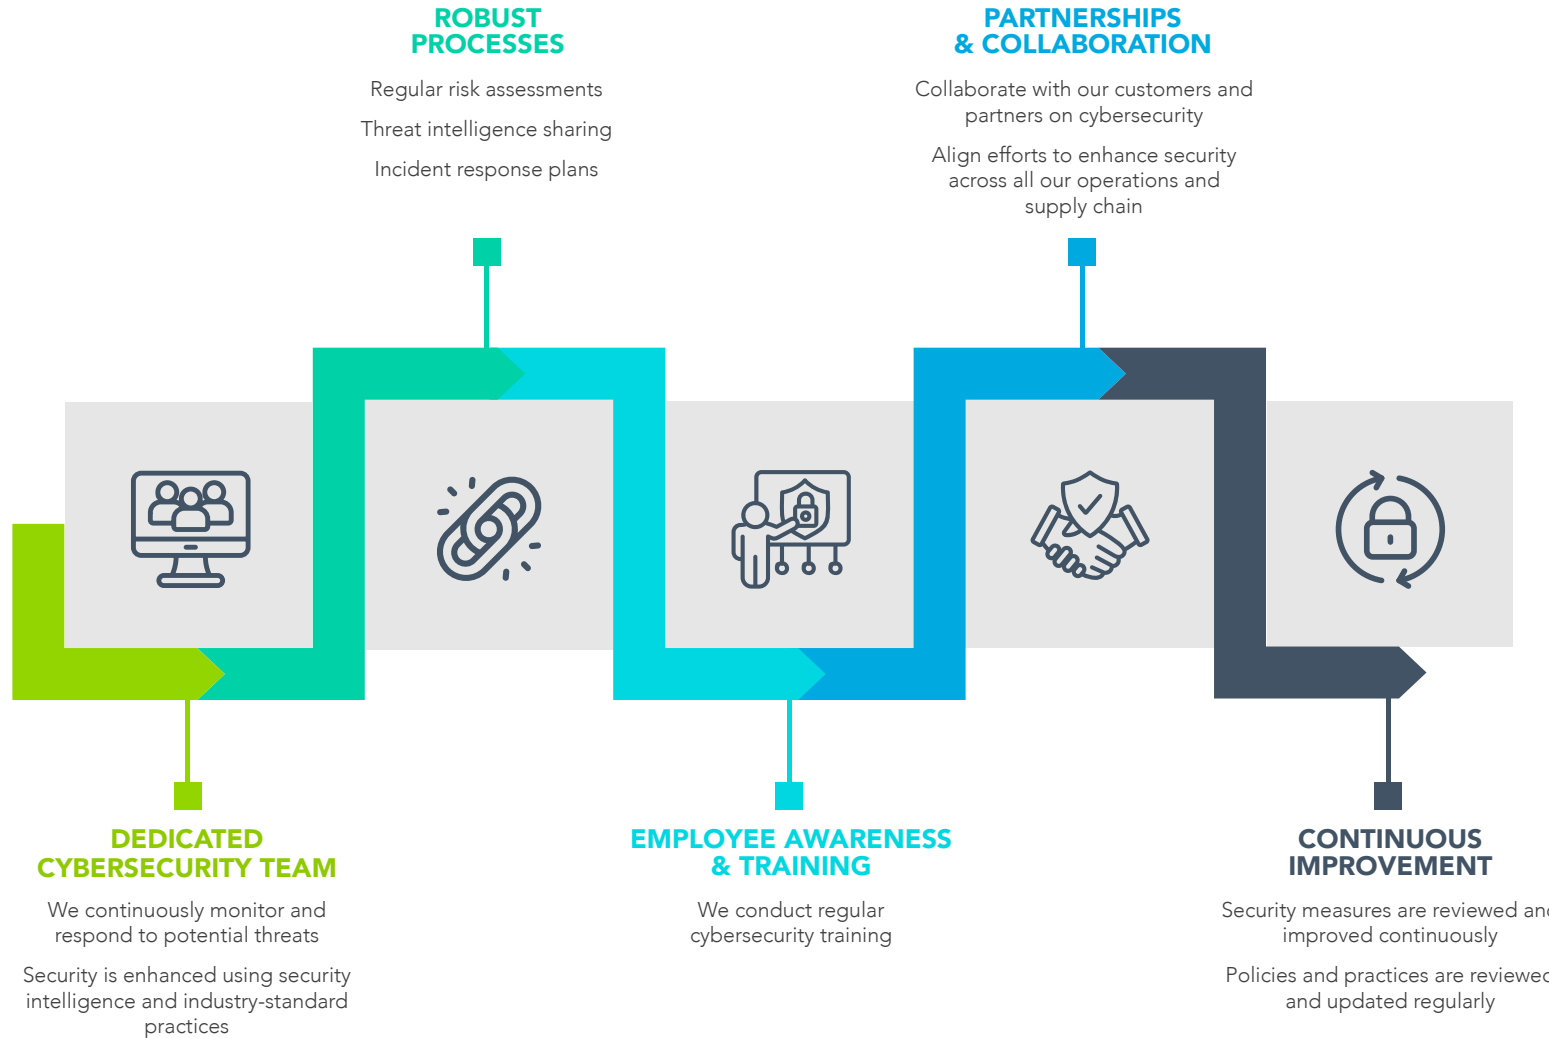 ROBUST
PROCESSES
Regular risk assessments
Threat intelligence sharing
Incident response plans
PARTNERSHIPS
& COLLABORATION
Collaborate with our customers and
partners on cybersecurity
Align efforts to enhance security
across all our operations and
supply chain
DEDICATED
CYBERSECURITY TEAM
We continuously monitor and
respond to potential threats
Security is enhanced using security
intelligence and industry-standard
practices
EMPLOYEE AWARENESS
& TRAINING
We conduct regular
cybersecurity training
CONTINUOUS
IMPROVEMENT
Security measures are reviewed and
improved continuously
Policies and practices are reviewed
and updated regularly